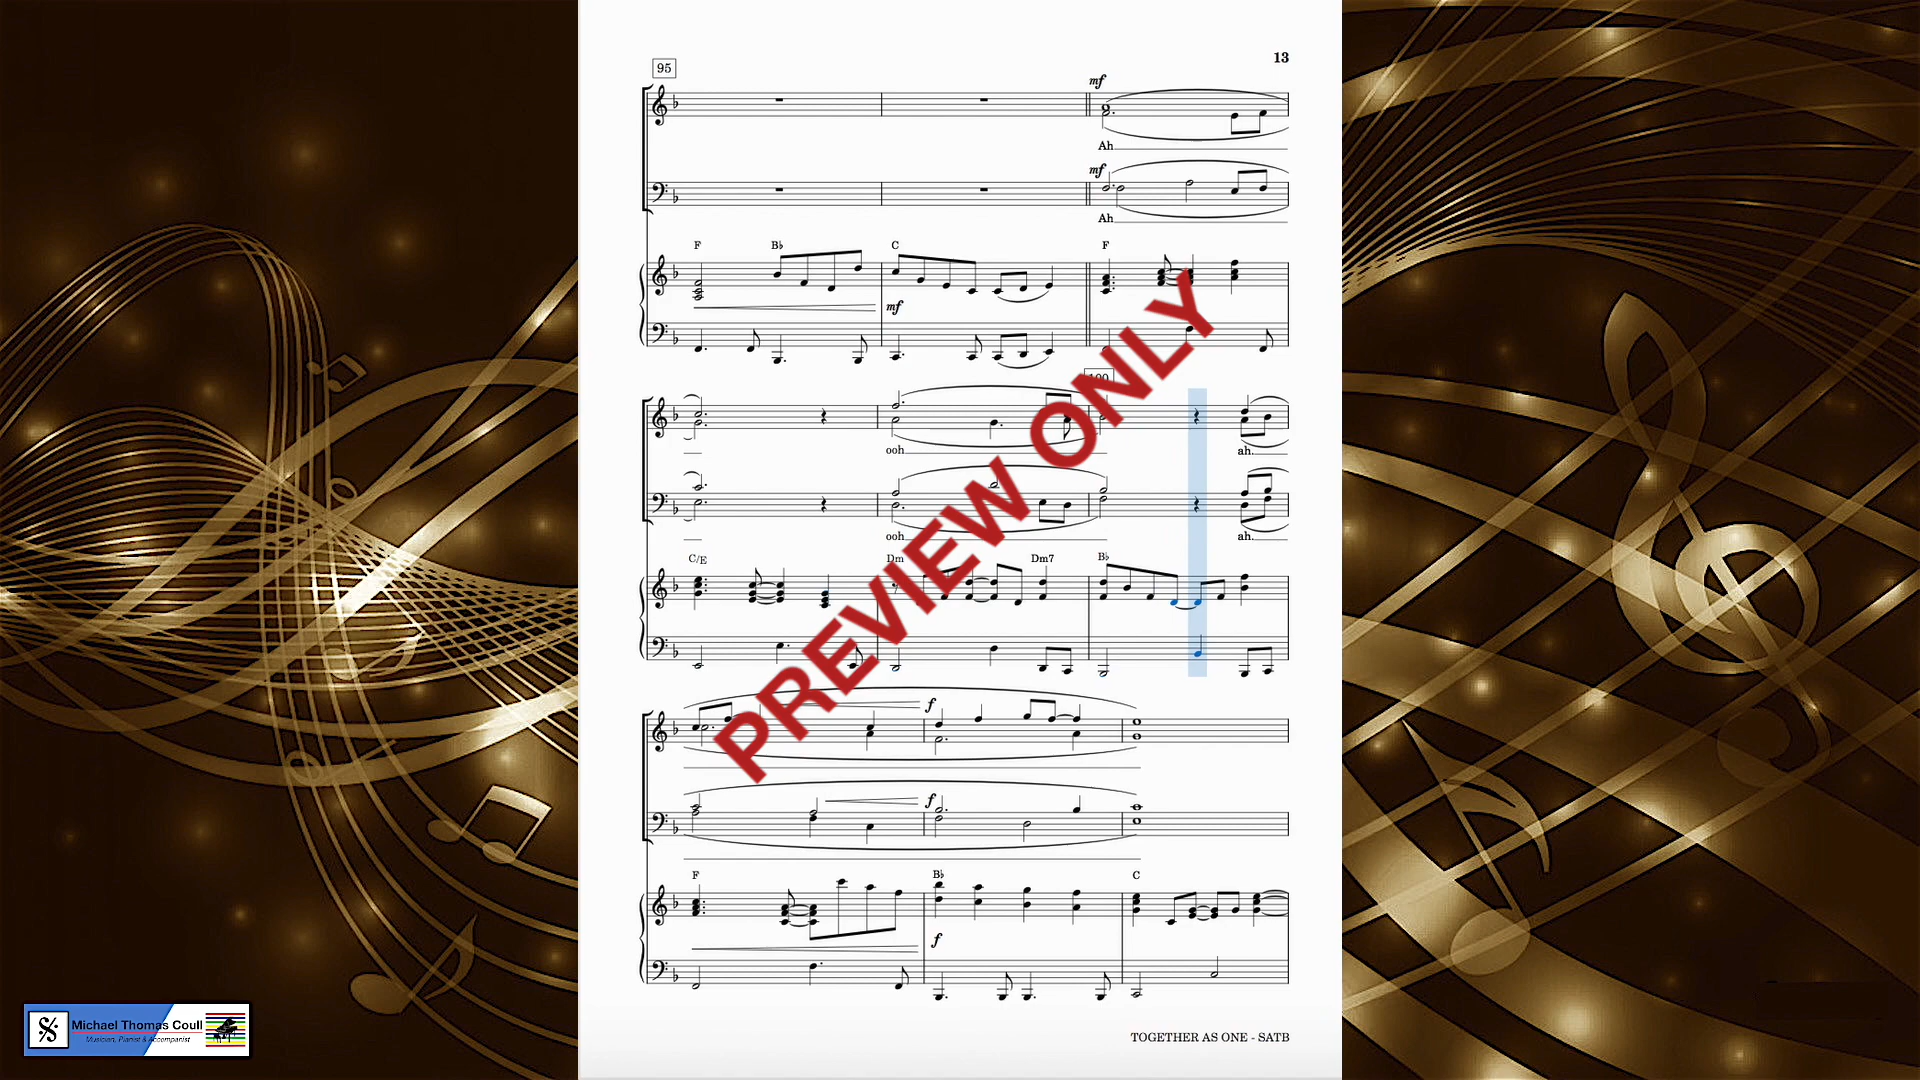 13
95
mf
Ah
mf
Ah
F B♭ C F
mf
ooh ah.
ooh ah.
C/E Dm Dm7 B♭
f
f
F B♭ C
f
PREVIEW ONLY
TOGETHER AS ONE - SATB
Michael Thomas Coull
Musician, Pianist & Accompanist